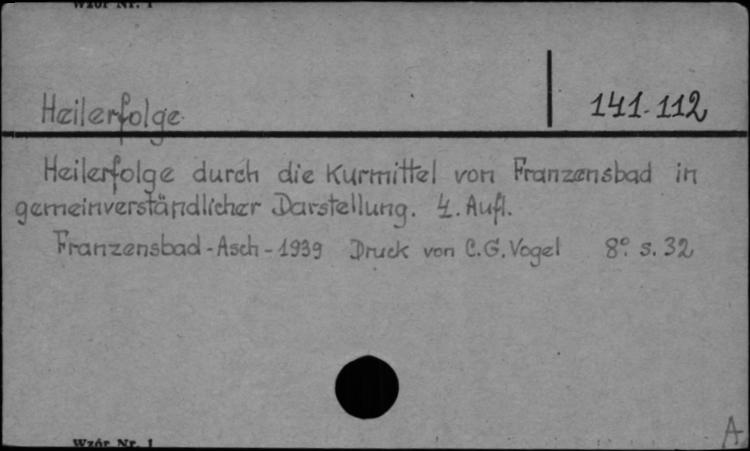 Wzór Nr. 1
Heilerfolge
141.112
Heilerfolge durch die Kurmittel von Franzensbad in
gemeinverständlicher Darstellung. 4. Aufl.
Franzensbad-Asch-1939 Druck von C.G. Vogel 8° s. 32
Wzór Nr. 1
A